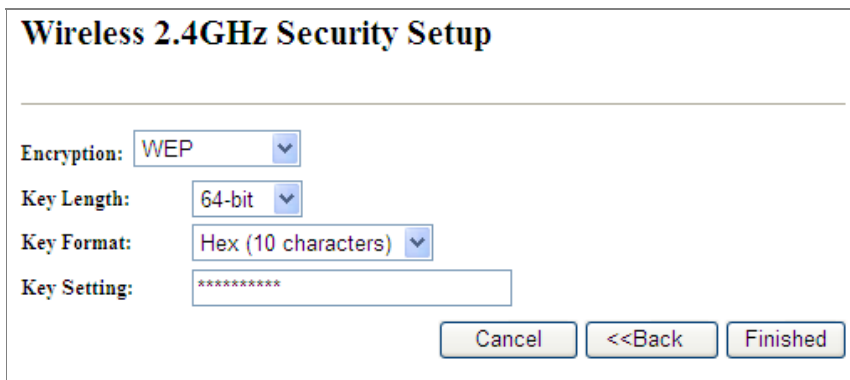 Wireless 2.4GHz Security Setup
Encryption: WEP
Key Length: 64-bit
Key Format: Hex (10 characters)
Key Setting: **********
Cancel <<Back Finished